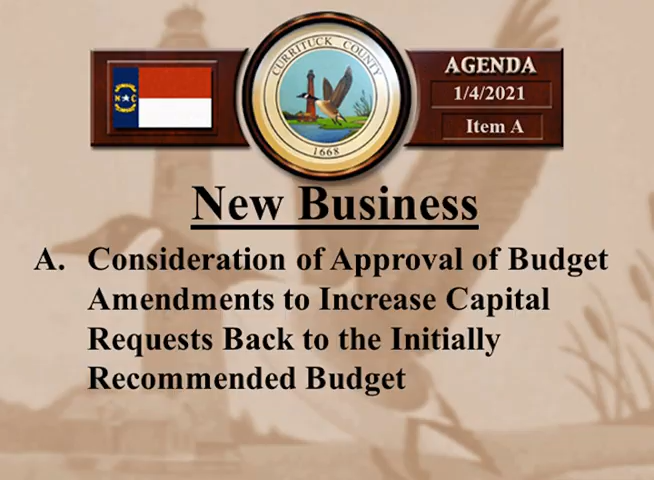 CURRITUCK COUNTY
1668
N C
AGENDA
1/4/2021
Item A
New Business
A. Consideration of Approval of Budget
Amendments to Increase Capital
Requests Back to the Initially
Recommended Budget